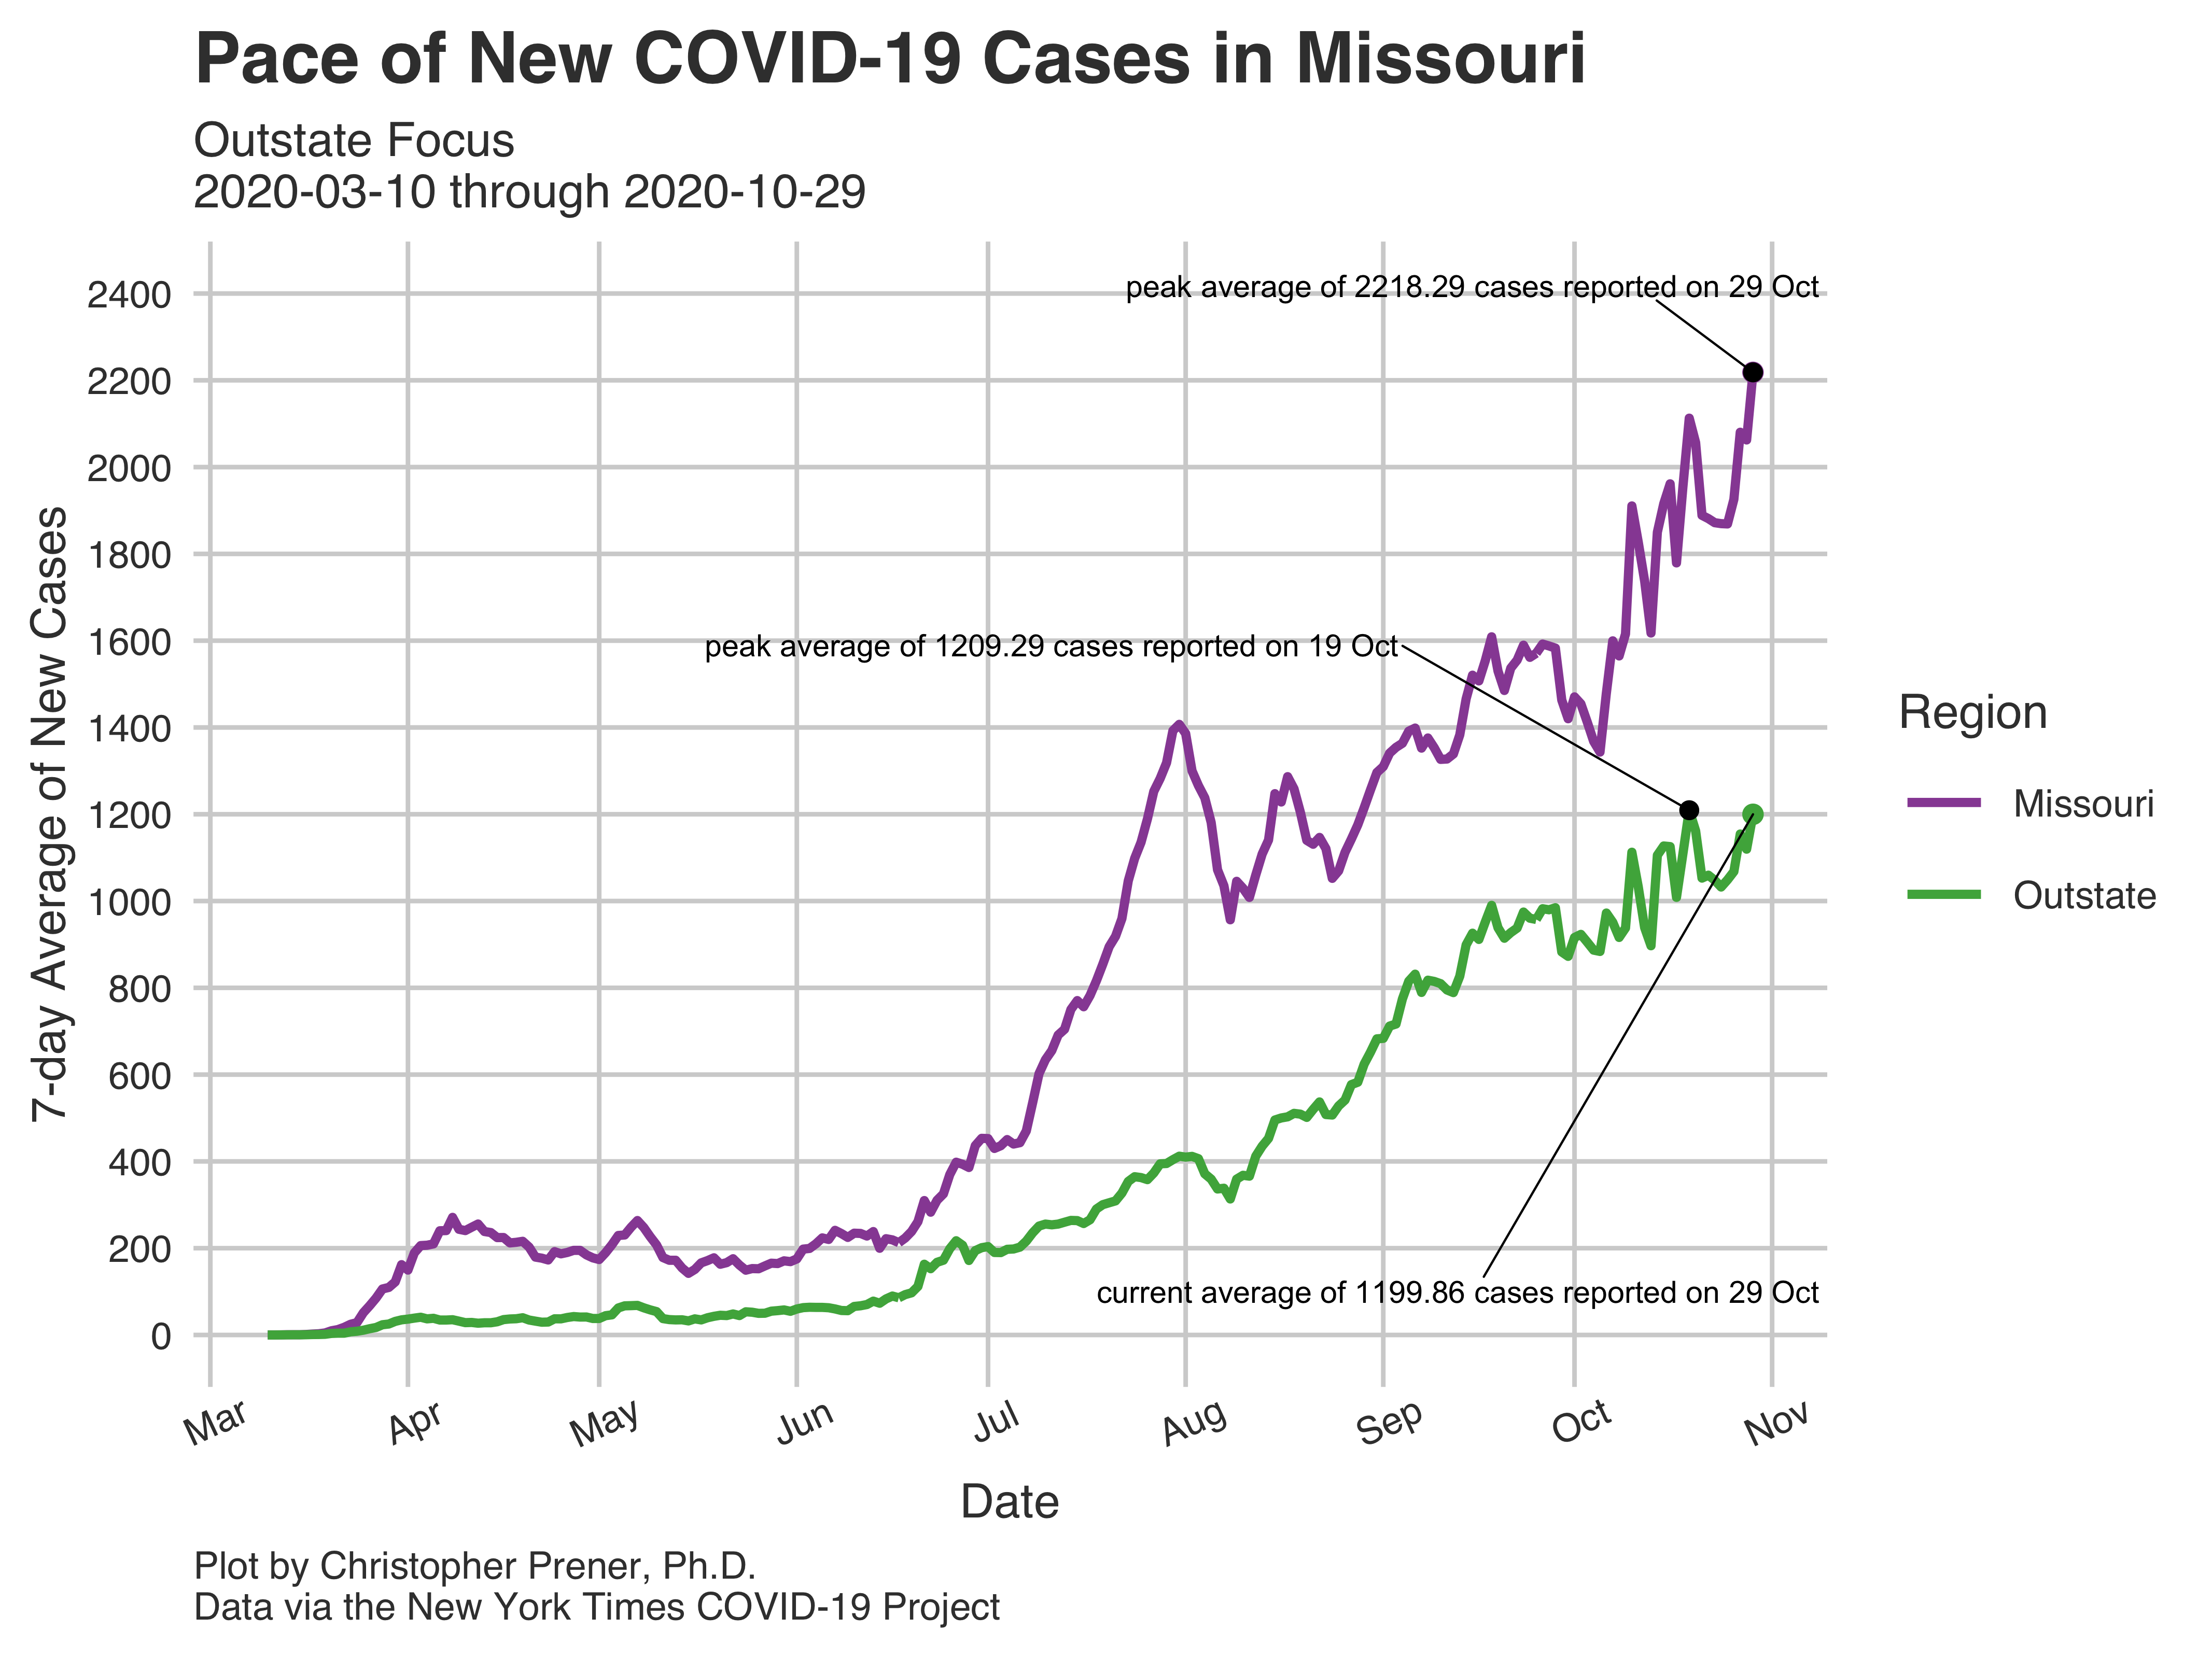 Pace of New COVID-19 Cases in Missouri
Outstate Focus
2020-03-10 through 2020-10-29
7-day Average of New Cases
2400
2200
2000
1800
1600
1400
1200
1000
800
600
400
200
0
peak average of 2218.29 cases reported on 29 Oct
peak average of 1209.29 cases reported on 19 Oct
current average of 1199.86 cases reported on 29 Oct
Mar
Apr
May
Jun
Jul
Aug
Sep
Oct
Nov
Date
Region
Missouri
Outstate
Plot by Christopher Prener, Ph.D.
Data via the New York Times COVID-19 Project